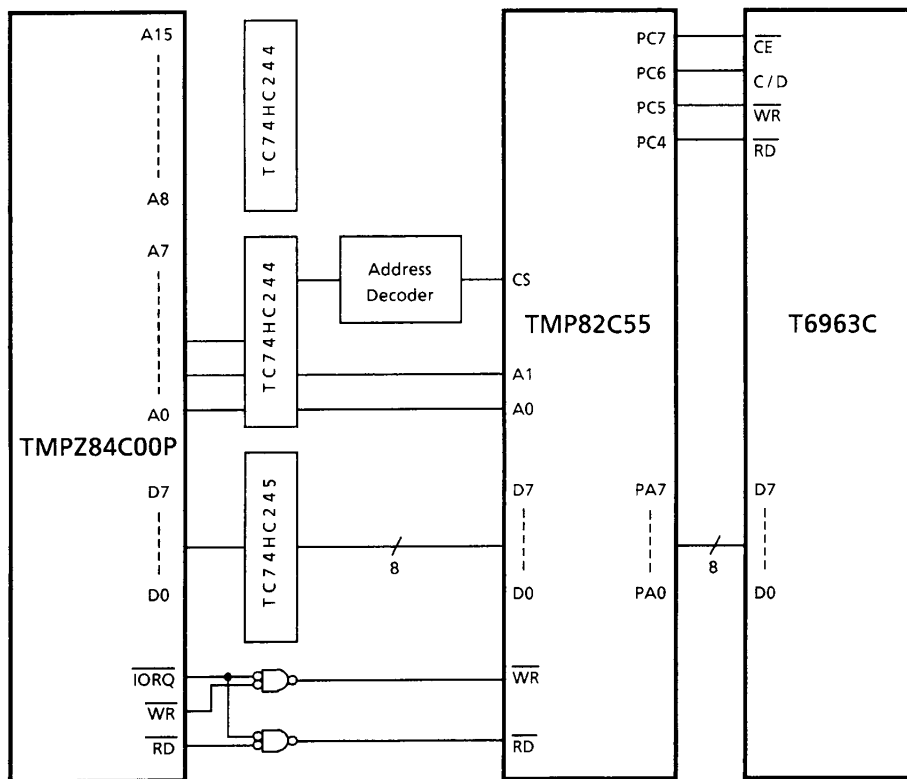 A15
A8
A7
A0
TMPZ84C00P
D7
D0
IORQ
WR
RD
TC74HC244
TC74HC244
TC74HC245
Address
Decoder
8
CS
TMP82C55
A1
A0
D7
D0
WR
RD
PC7
PC6
PC5
PC4
PA7
PA0
8
CE
C/D
WR
RD
T6963C
D7
D0